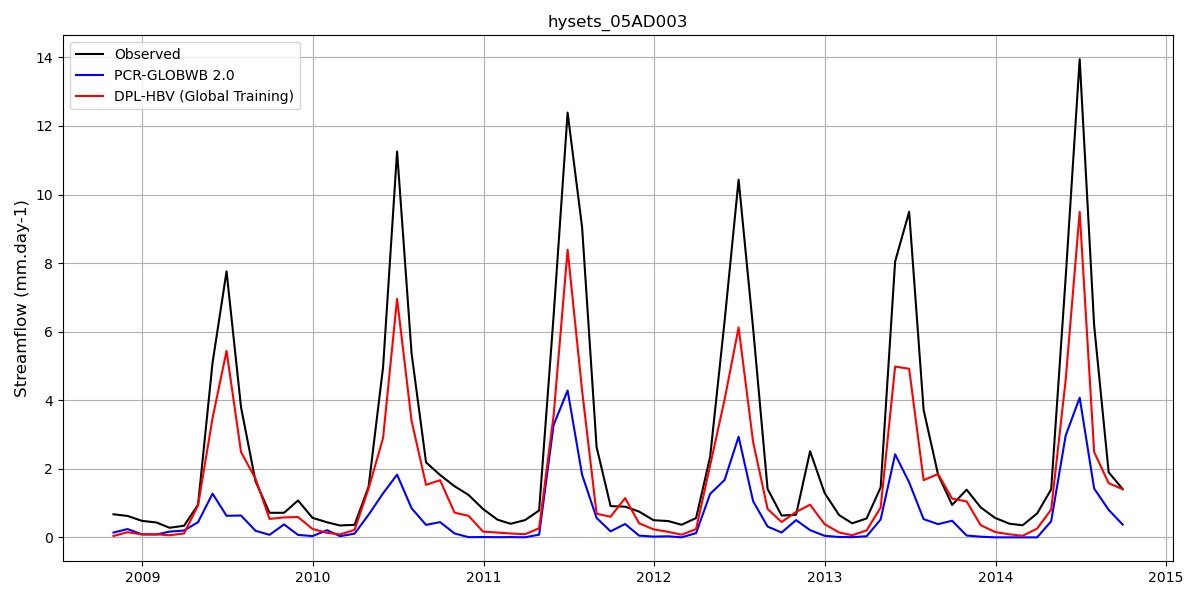 hysets_05AD003
Observed
PCR-GLOBWB 2.0
DPL-HBV (Global Training)
Streamflow (mm.day-1)
14
12
10
8
6
4
2
0
2009 2010 2011 2012 2013 2014 2015